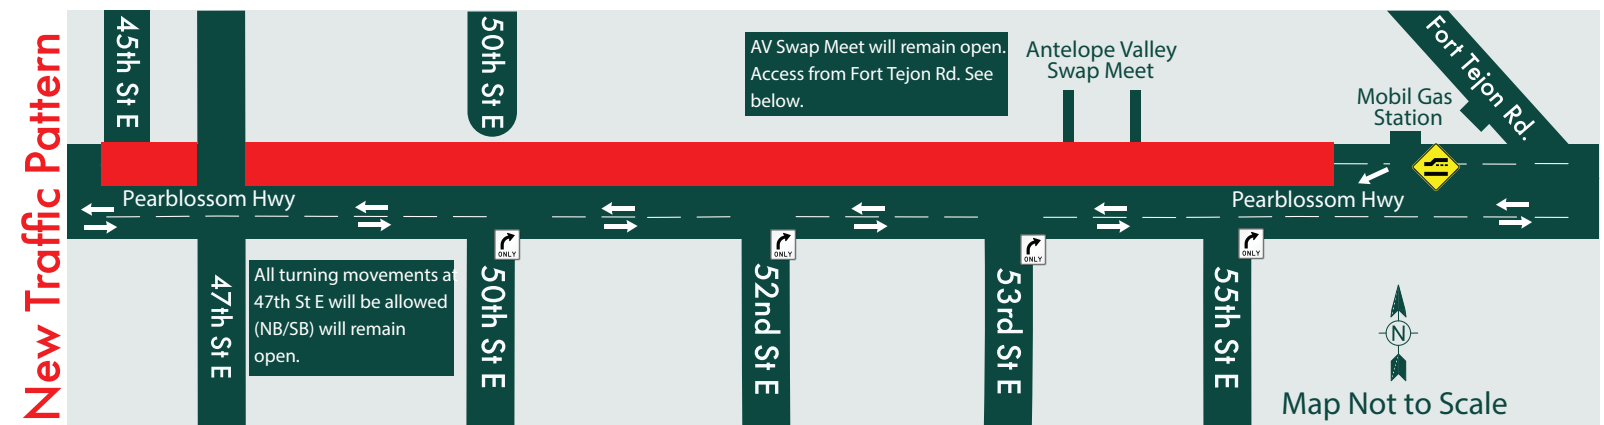 New Traffic Pattern
45th St E
50th St E
AV Swap Meet will remain open.
Access from Fort Tejon Rd. See
below.
Antelope Valley
Swap Meet
Mobil Gas
Station
Fort Tejon Rd.
Pearblossom Hwy
Pearblossom Hwy
47th St E
All turning movements at
47th St E will be allowed
(NB/SB) will remain
open.
ONLY
50th St E
ONLY
52nd St E
ONLY
53rd St E
ONLY
55th St E
N
Map Not to Scale